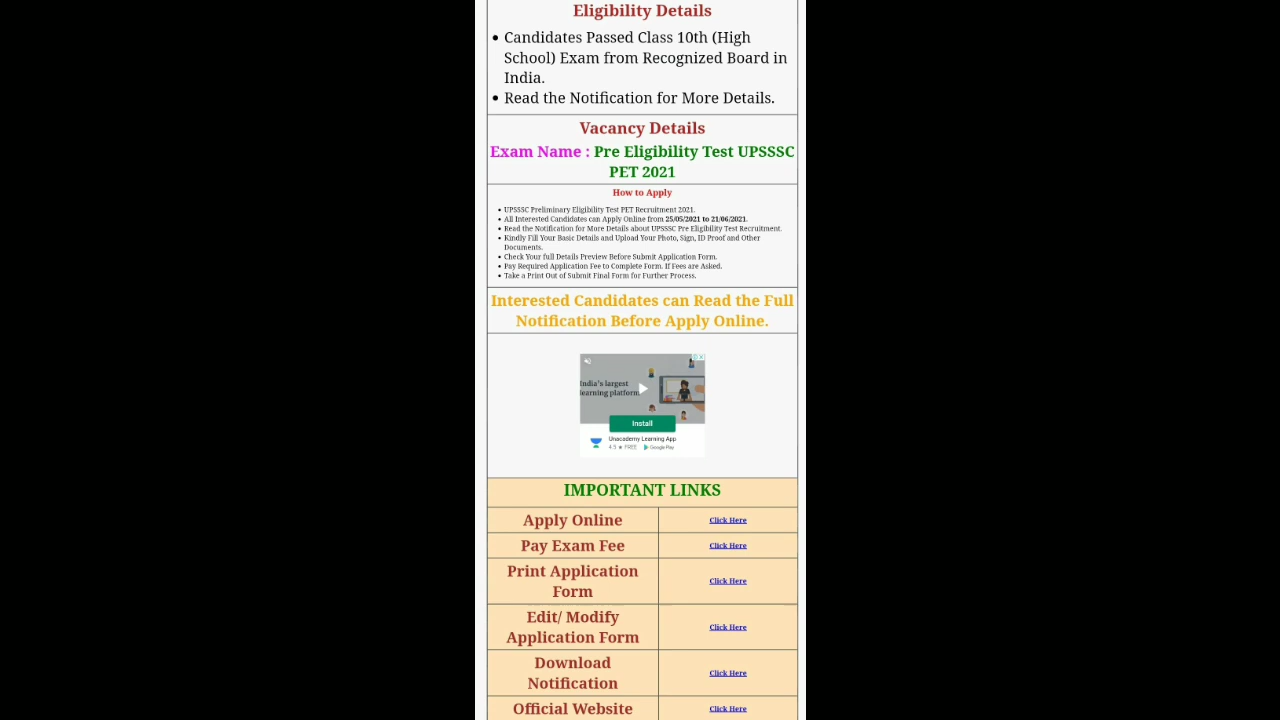 Eligibility Details
Candidates Passed Class 10th (High
School) Exam from Recognized Board in
India.
Read the Notification for More Details.
Vacancy Details
Exam Name : Pre Eligibility Test UPSSSC
PET 2021
How to Apply
UPSSSC Preliminary Eligibility Test PET Recruitment 2021.
All Interested Candidates can Apply Online from 25/05/2021 to 21/06/2021.
Read the Notification for More Details about UPSSSC Pre Eligibility Test Recruitment.
Kindly Fill Your Basic Details and Upload Your Photo, Sign, ID Proof and Other
Documents.
Check Your full Details Preview Before Submit Application Form.
Pay Required Application Fee to Complete Form. If Fees are Asked.
Take a Print Out of Submit Final Form for Further Process.
Interested Candidates can Read the Full
Notification Before Apply Online.
India's largest
learning platform
Install
Unacademy Learning App
4.5 ★ FREE Google Play
IMPORTANT LINKS
Apply Online Click Here
Pay Exam Fee Click Here
Print Application
Form Click Here
Edit/ Modify
Application Form Click Here
Download
Notification Click Here
Official Website Click Here